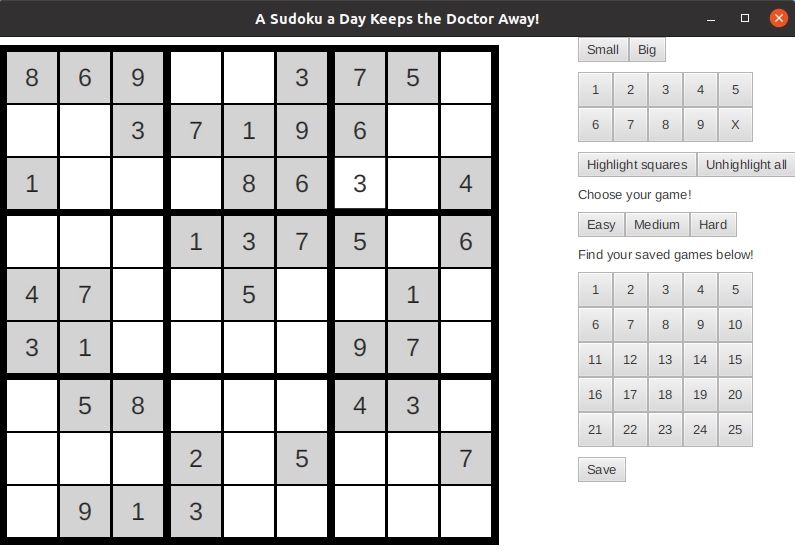 A Sudoku a Day Keeps the Doctor Away!
Small Big
8 6 9 3 7 5
3 7 1 9 6
1 8 6 3 4
1 3 7 5 6
4 7 5 1
3 1 9 7
5 8 4 3
2 5 7
9 1 3
1 2 3 4 5
6 7 8 9 X
Highlight squares Unhighlight all
Choose your game!
Easy Medium Hard
Find your saved games below!
1 2 3 4 5
6 7 8 9 10
11 12 13 14 15
16 17 18 19 20
21 22 23 24 25
Save